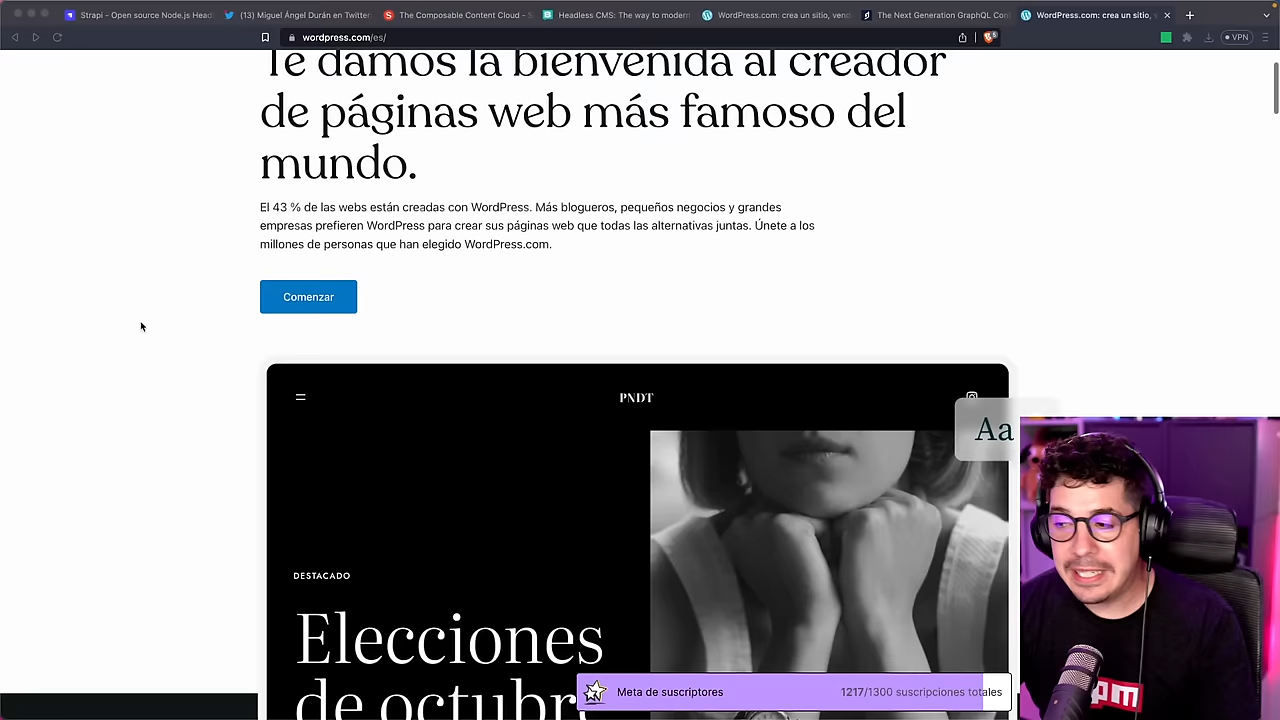 Strapi - Open source Node.js Head
(13) Miguel Ángel Durán en Twitter
The Composable Content Cloud - S
Headless CMS: The way to modern
WordPress.com: crea un sitio, vend
The Next Generation GraphQL Cont
WordPress.com: crea un sitio, v
wordpress.com/es/
VPN
Te damos la bienvenida al creador
de páginas web más famoso del
mundo.
El 43 % de las webs están creadas con WordPress. Más blogueros, pequeños negocios y grandes
empresas prefieren WordPress para crear sus páginas web que todas las alternativas juntas. Únete a los
millones de personas que han elegido WordPress.com.
Comenzar
PNDT
Aa
DESTACADO
Elecciones
de octubr
Meta de suscriptores
1217/1300 suscripciones totales